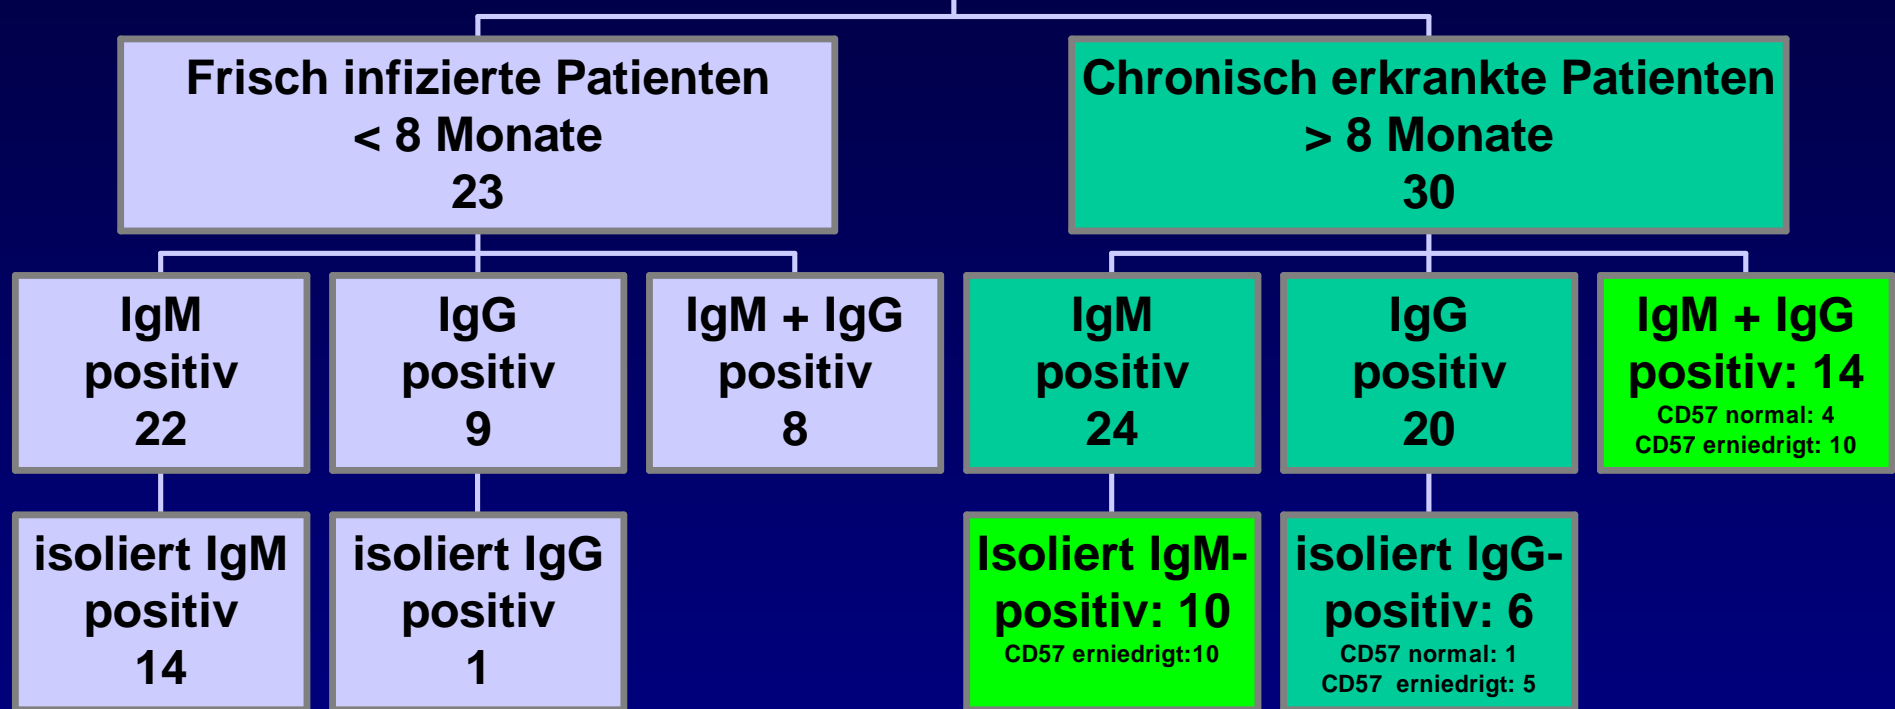 Frisch infizierte Patienten
< 8 Monate
23
Chronisch erkrankte Patienten
> 8 Monate
30
IgM
positiv
22
IgG
positiv
9
IgM + IgG
positiv
8
IgM
positiv
24
IgG
positiv
20
IgM + IgG
positiv: 14
CD57 normal: 4
CD57 erniedrigt: 10
isoliert IgM
positiv
14
isoliert IgG
positiv
1
Isoliert IgM-
positiv: 10
CD57 erniedrigt:10
isoliert IgG-
positiv: 6
CD57 normal: 1
CD57 erniedrigt: 5